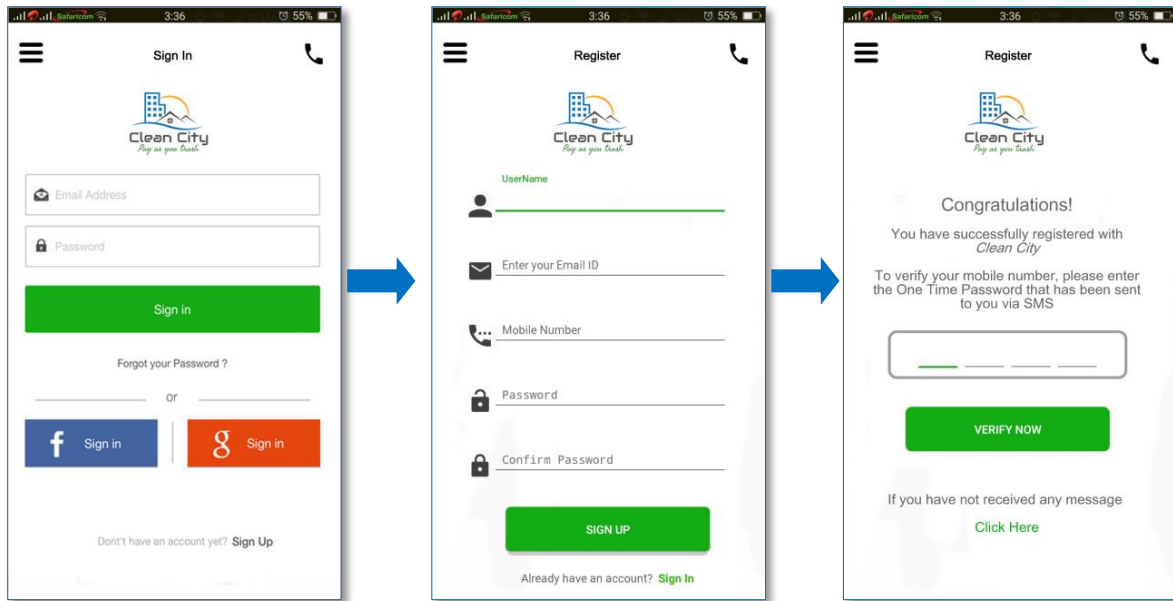 Safaricom 3:36 55%
Sign In
Clean City
Pay as you trash
Email Address
Password
Sign in
Forgot your Password ?
or
f Sign in
g Sign in
Dont't have an account yet? Sign Up
Safaricom 3:36 55%
Register
Clean City
Pay as you trash
UserName
Enter your Email ID
Mobile Number
Password
Confirm Password
SIGN UP
Already have an account? Sign In
Safaricom 3:36 55%
Register
Clean City
Pay as you trash
Congratulations!
You have successfully registered with
Clean City
To verify your mobile number, please enter
the One Time Password that has been sent
to you via SMS
VERIFY NOW
If you have not received any message
Click Here